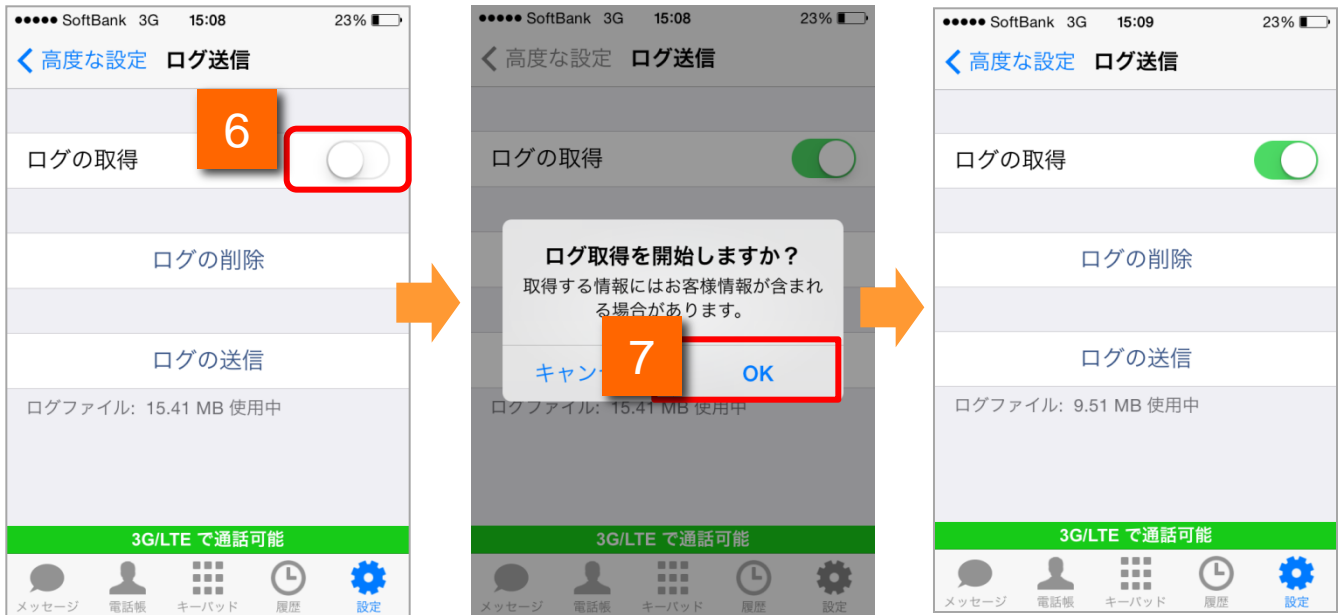 ●●●●● SoftBank 3G 15:08 23%
高度な設定 ログ送信
6
ログの取得
ログの削除
ログの送信
ログファイル: 15.41 MB 使用中
3G/LTE で通話可能
メッセージ 電話帳 キーパッド 履歴 設定
●●●●● SoftBank 3G 15:08 23%
高度な設定 ログ送信
ログの取得
ログ取得を開始しますか？
取得する情報にはお客様情報が含まれ
る場合があります。
7
キャン OK
ログファイル: 15.41 MB 使用中
3G/LTE で通話可能
メッセージ 電話帳 キーパッド 履歴 設定
●●●●● SoftBank 3G 15:09 23%
高度な設定 ログ送信
ログの取得
ログの削除
ログの送信
ログファイル: 9.51 MB 使用中
3G/LTE で通話可能
メッセージ 電話帳 キーパッド 履歴 設定